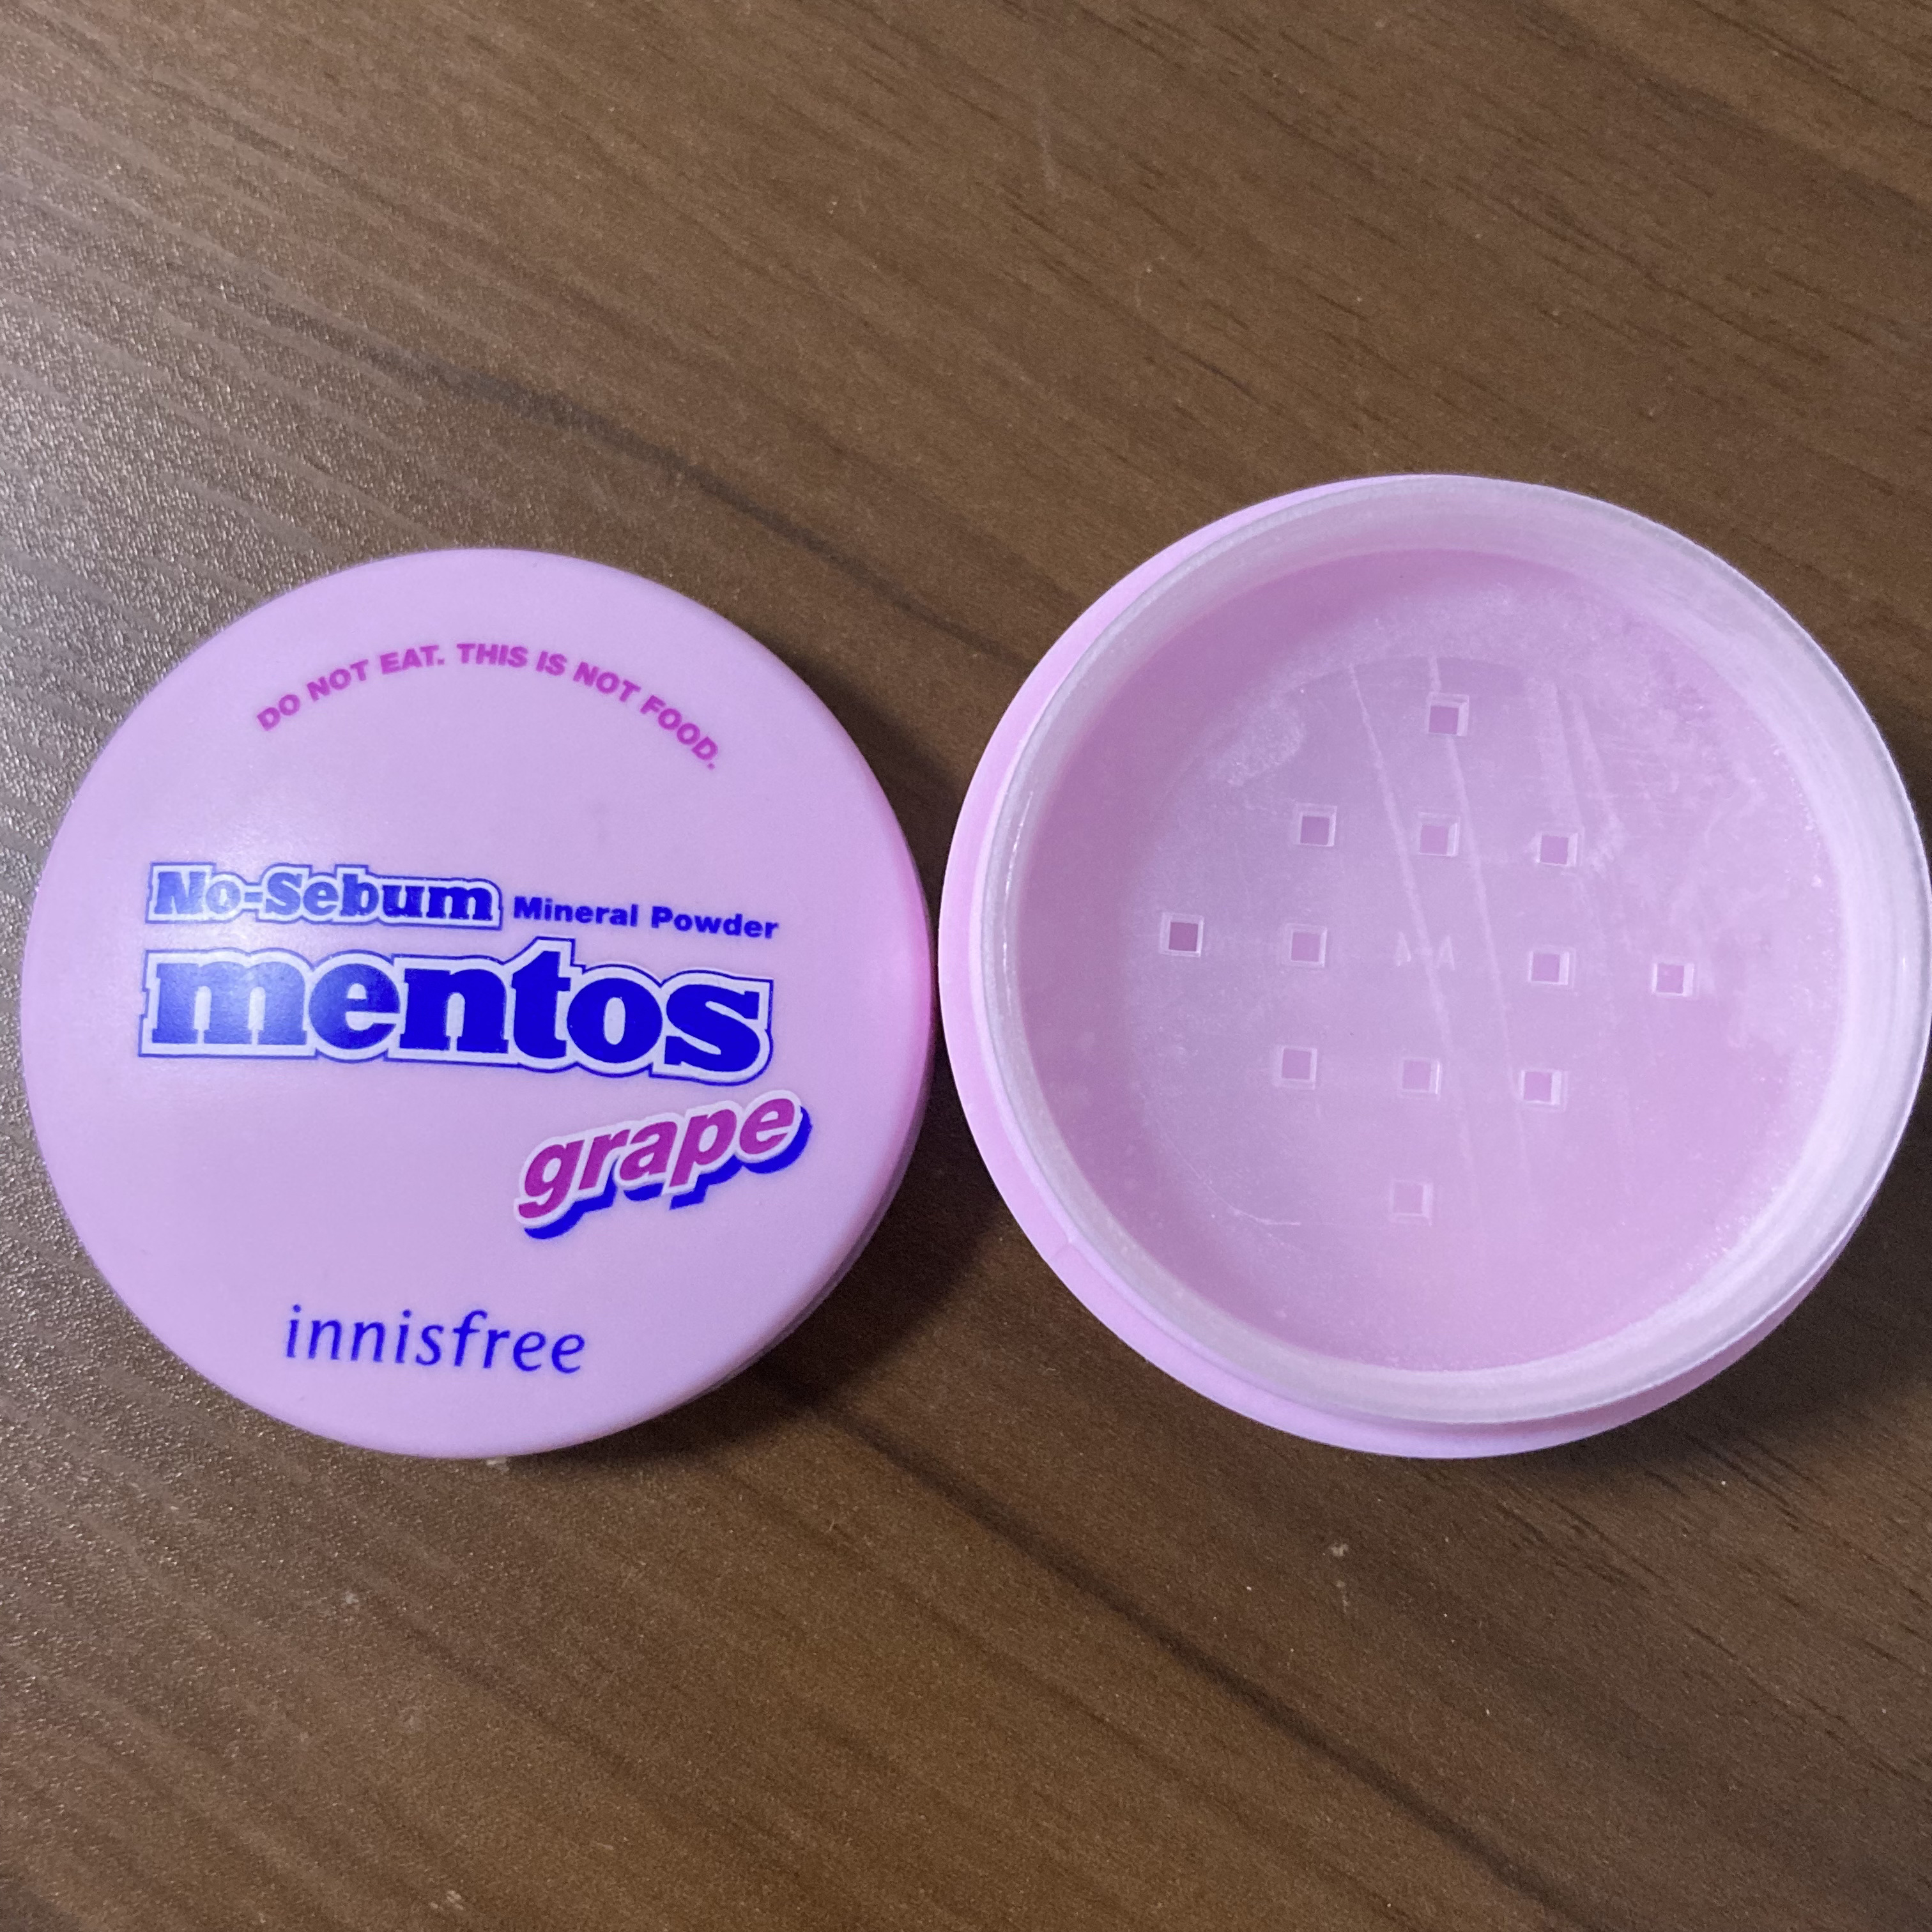 DO NOT EAT. THIS IS NOT FOOD.
No-Sebum Mineral Powder
mentos
grape
innisfree